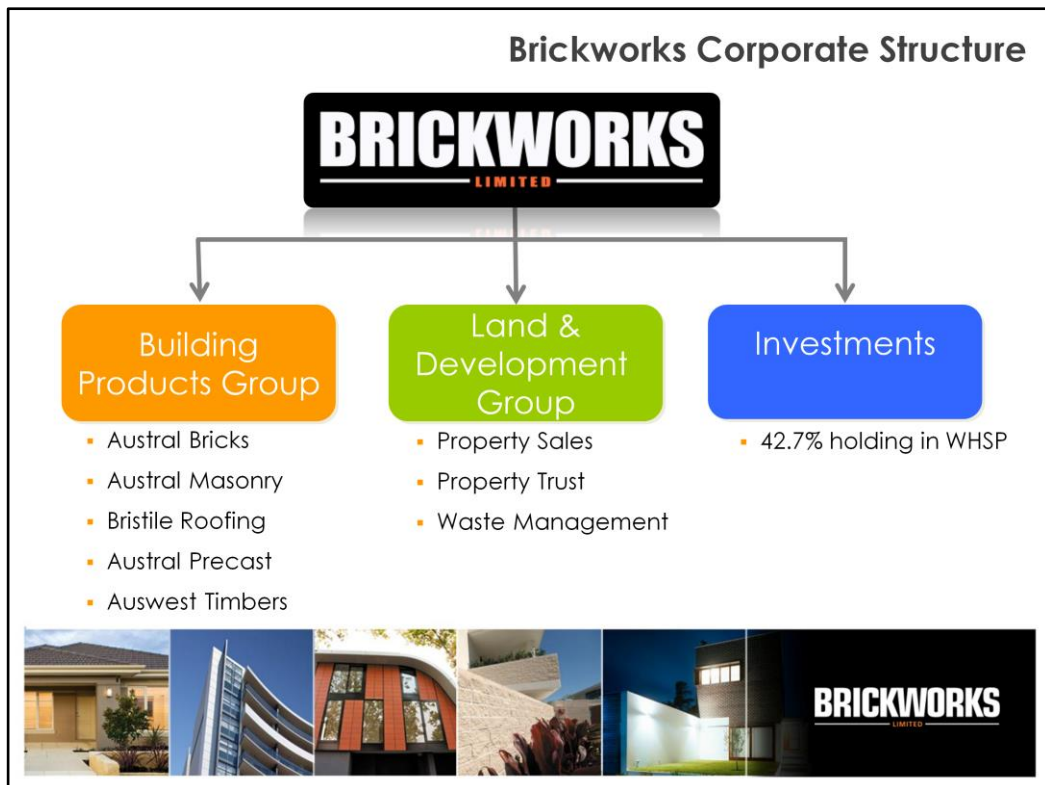 Brickworks Corporate Structure
BRICKWORKS
LIMITED
Building
Products Group
Austral Bricks
Austral Masonry
Bristile Roofing
Austral Precast
Auswest Timbers
Land &
Development
Group
Property Sales
Property Trust
Waste Management
Investments
42.7% holding in WHSP
BRICKWORKS
LIMITED